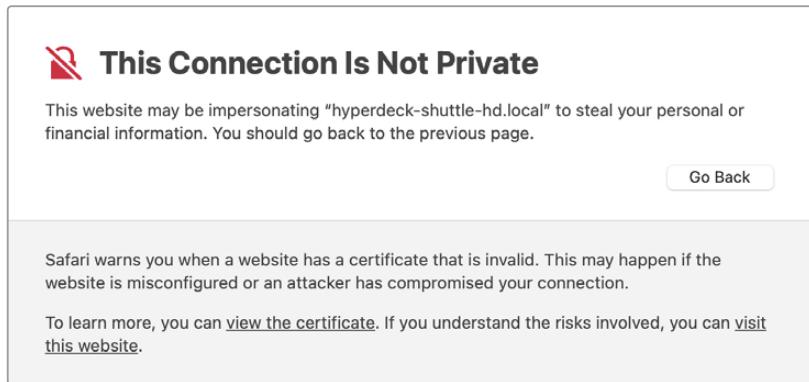 This Connection Is Not Private
This website may be impersonating “hyperdeck-shuttle-hd.local” to steal your personal or
financial information. You should go back to the previous page.
Go Back
Safari warns you when a website has a certificate that is invalid. This may happen if the
website is misconfigured or an attacker has compromised your connection.
To learn more, you can view the certificate. If you understand the risks involved, you can visit
this website.